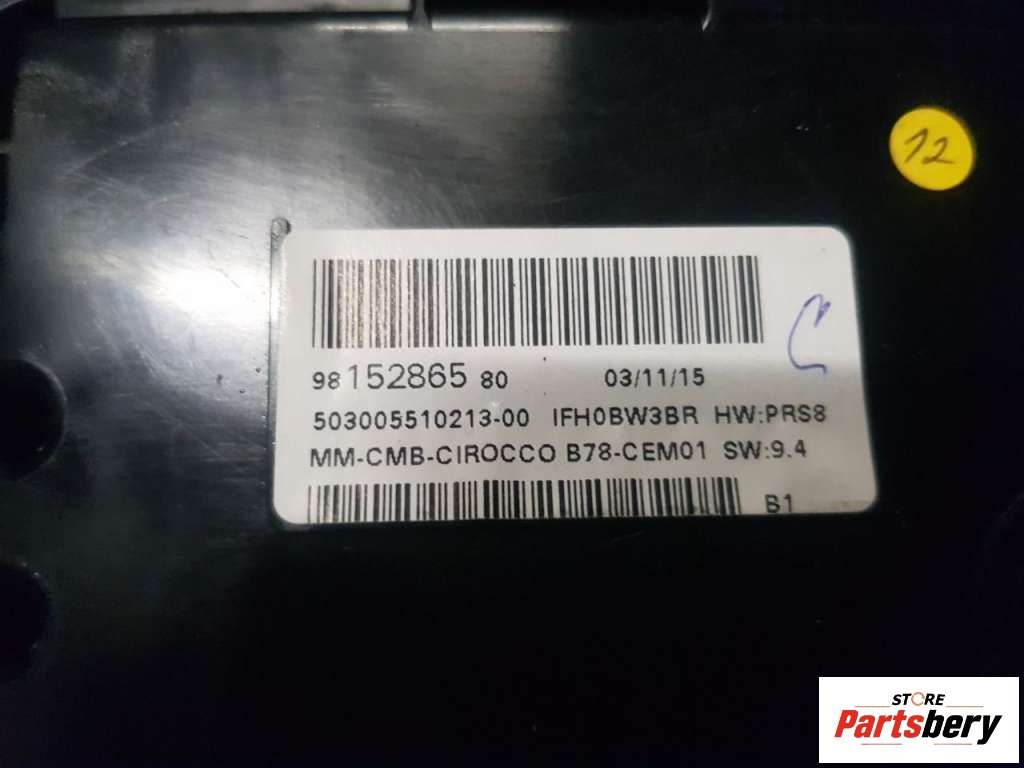 12
98 152865 80 03/11/15
503005510213-00 IFH0BW3BR HW:PRS8
MM-CMB-CIROCCO B78-CEM01 SW:9.4
B1
STORE
Partsbery